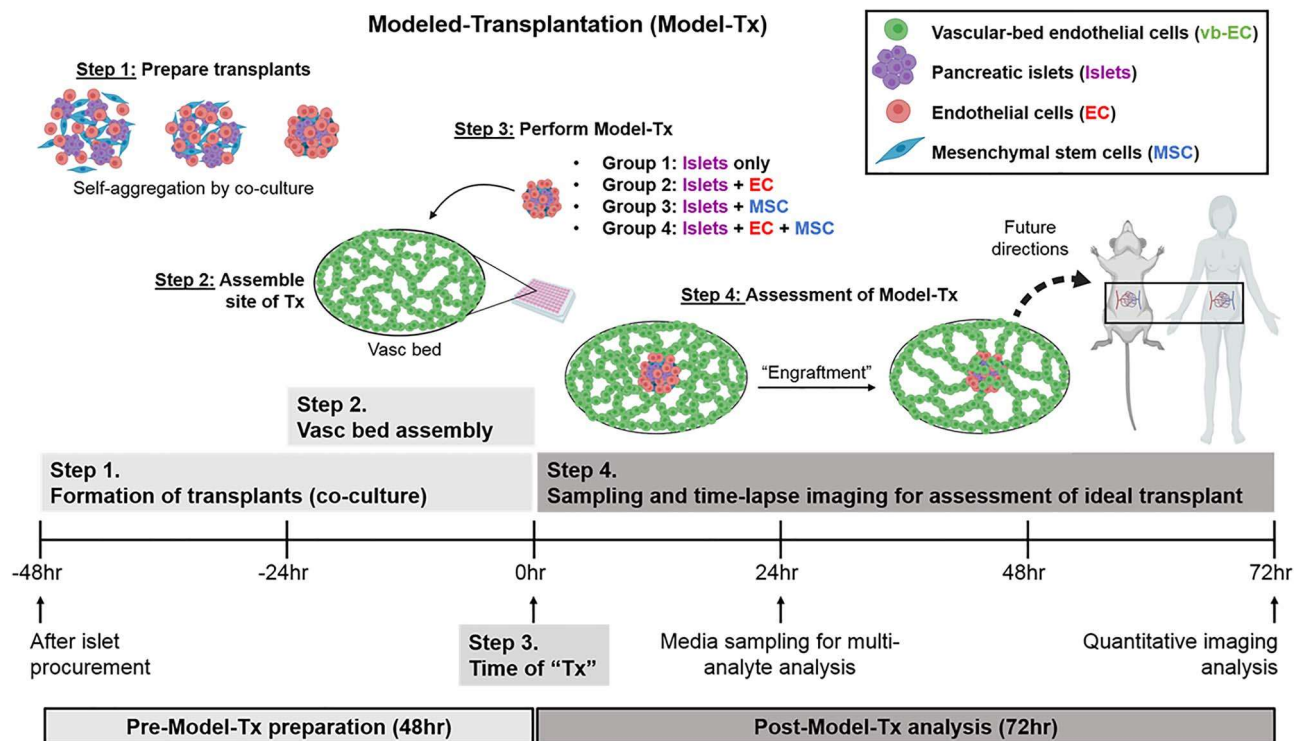 Modeled-Transplantation (Model-Tx)
Vascular-bed endothelial cells (vb-EC)
Pancreatic islets (Islets)
Endothelial cells (EC)
Mesenchymal stem cells (MSC)
Step 1: Prepare transplants
Self-aggregation by co-culture
Step 3: Perform Model-Tx
• Group 1: Islets only
• Group 2: Islets + EC
• Group 3: Islets + MSC
• Group 4: Islets + EC + MSC
Step 2: Assemble
site of Tx
Vasc bed
Future
directions
Step 4: Assessment of Model-Tx
“Engraftment”
Step 2.
Vasc bed assembly
Step 1.
Formation of transplants (co-culture)
Step 4.
Sampling and time-lapse imaging for assessment of ideal transplant
-48hr
-24hr
0hr
24hr
48hr
72hr
After islet
procurement
Step 3.
Time of “Tx”
Media sampling for multi-
analyte analysis
Quantitative imaging
analysis
Pre-Model-Tx preparation (48hr)
Post-Model-Tx analysis (72hr)